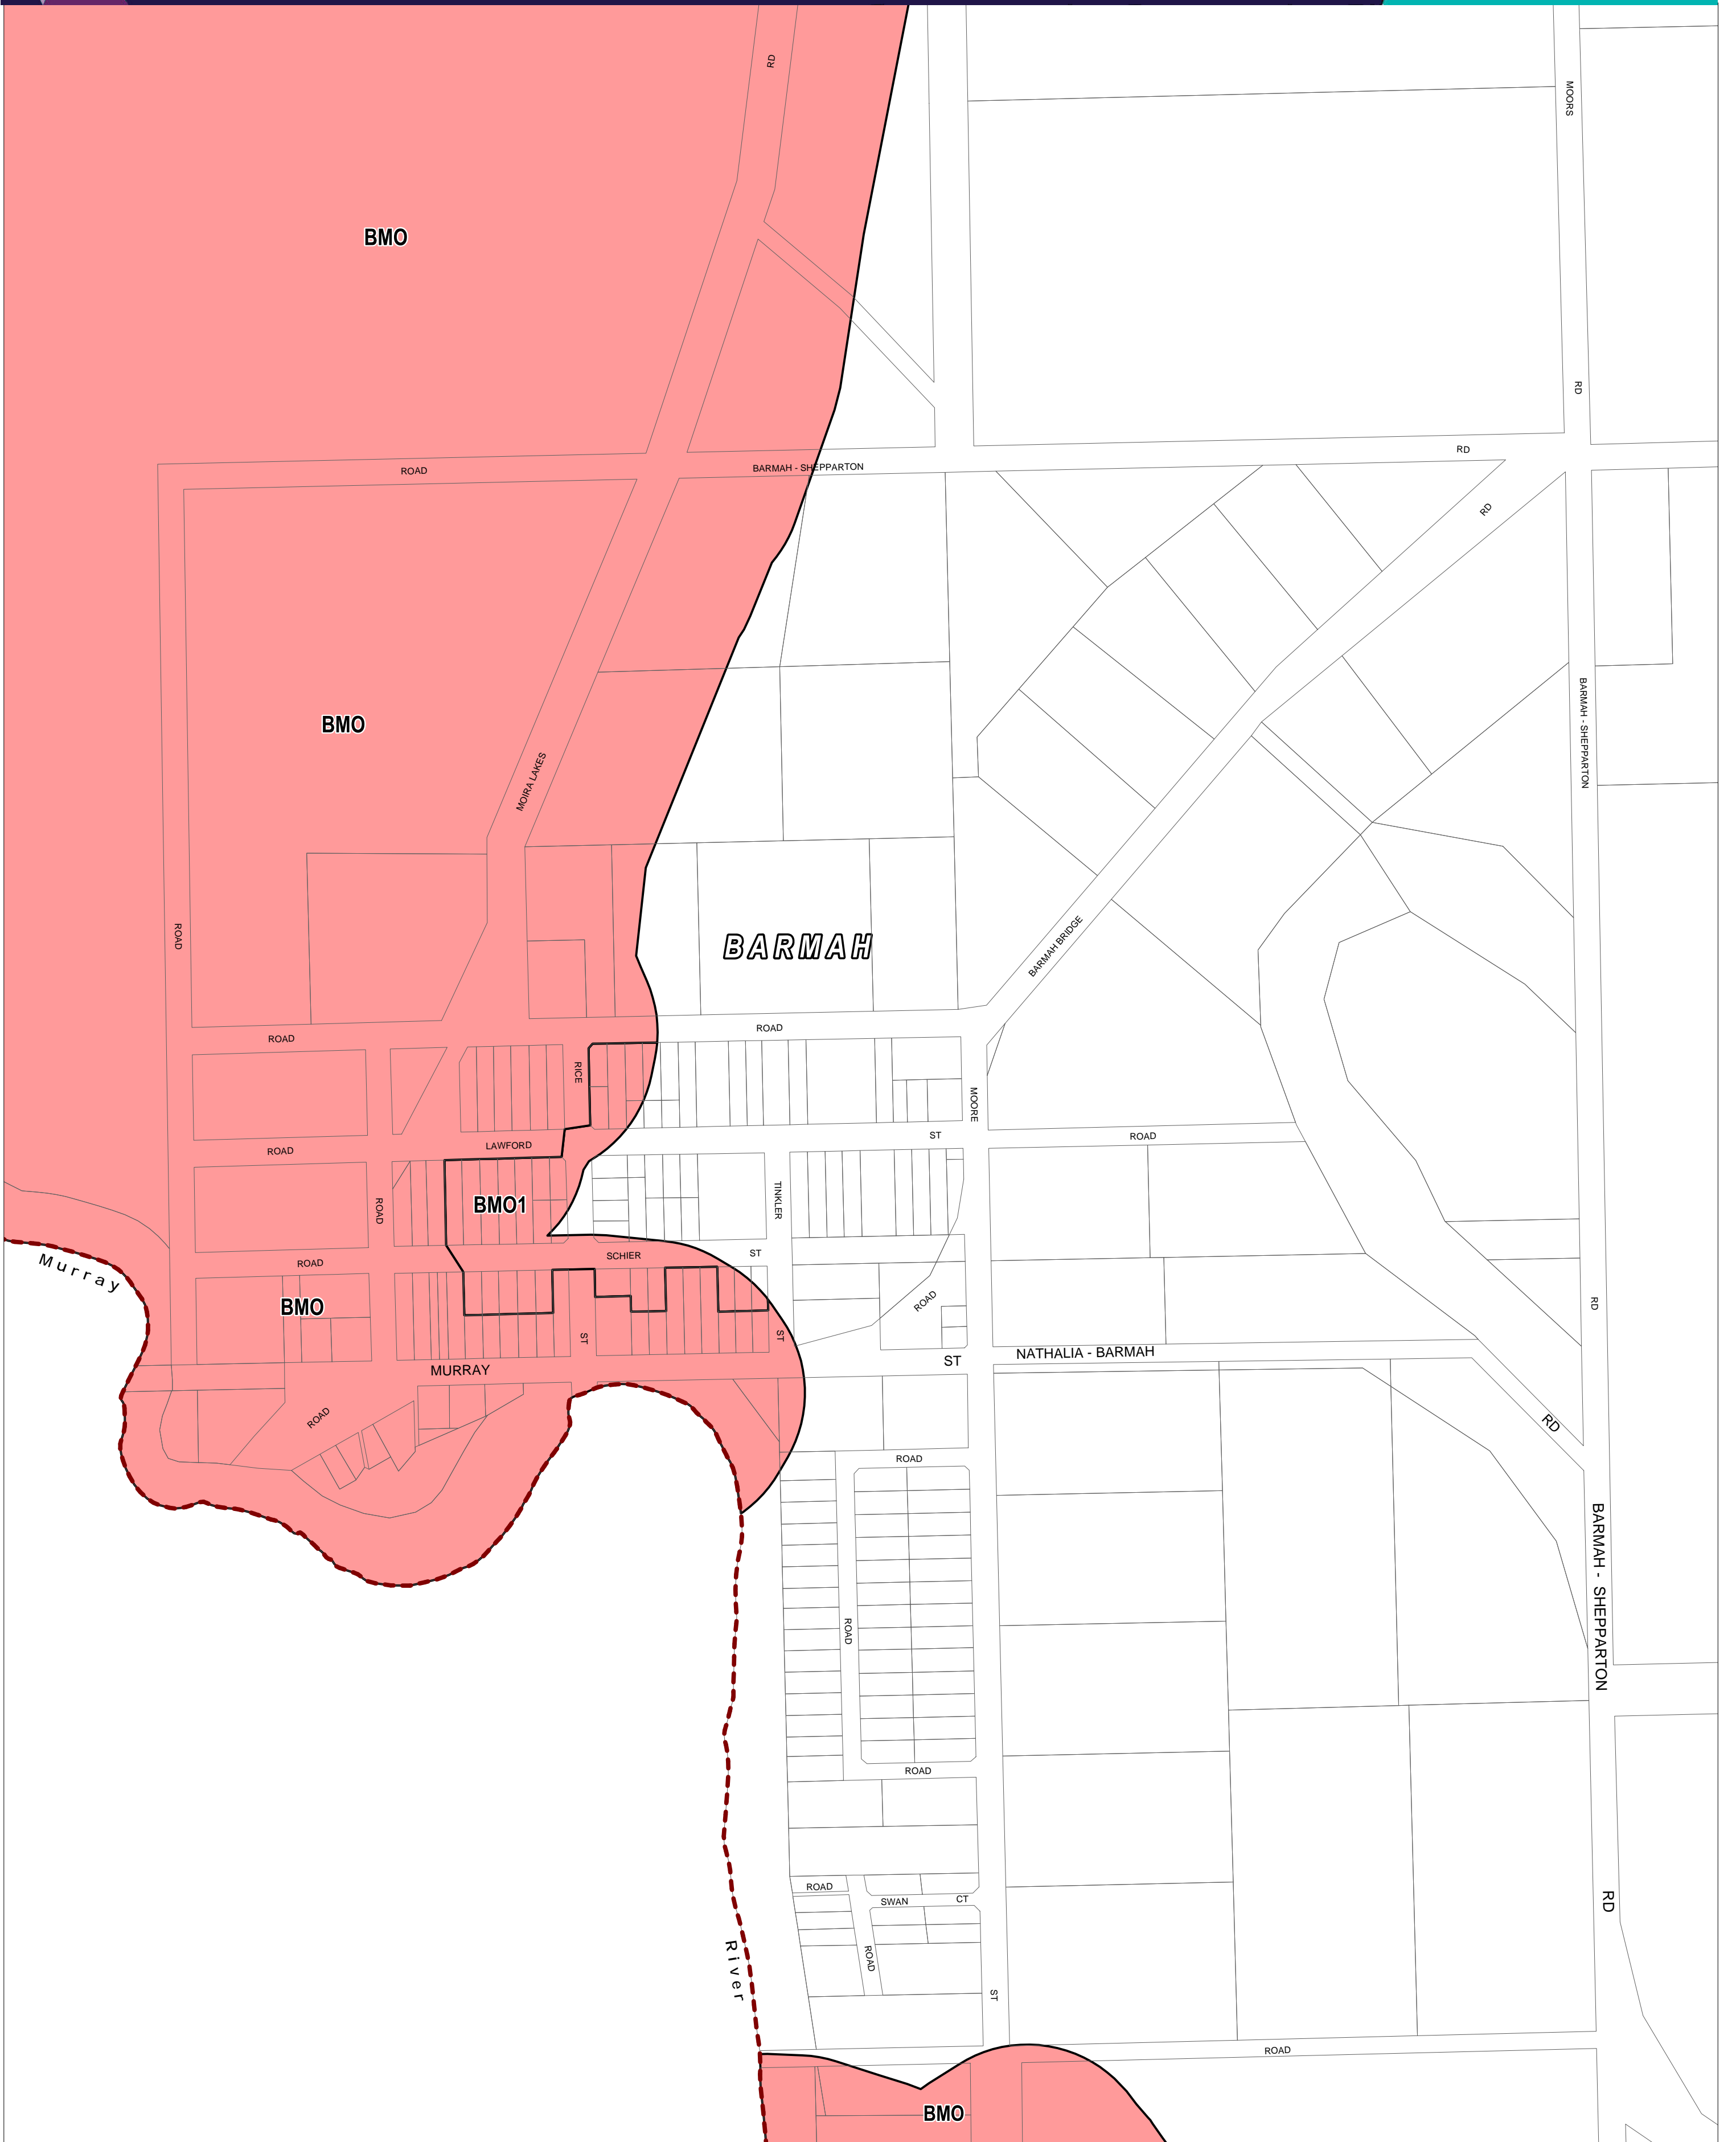 RD
MOORS
BMO
RD
RD
ROAD
BARMAH - SHEPPARTON
RD
BARMAH - SHEPPARTON
BMO
MOIRA LAKES
ROAD
BARMAH
BARMAH BRIDGE
ROAD
ROAD
RICE
MOORE
LAWFORD
ST
ROAD
ROAD
BMO1
ROAD
TINKLER
Murray
ROAD
SCHIER
ST
BMO
ROAD
RD
ST
ST
MURRAY
ST
NATHALIA - BARMAH
ROAD
RD
ROAD
ROAD
BARMAH - SHEPPARTON
ROAD
ROAD
SWAN
CT
RD
ROAD
River
ST
ROAD
BMO